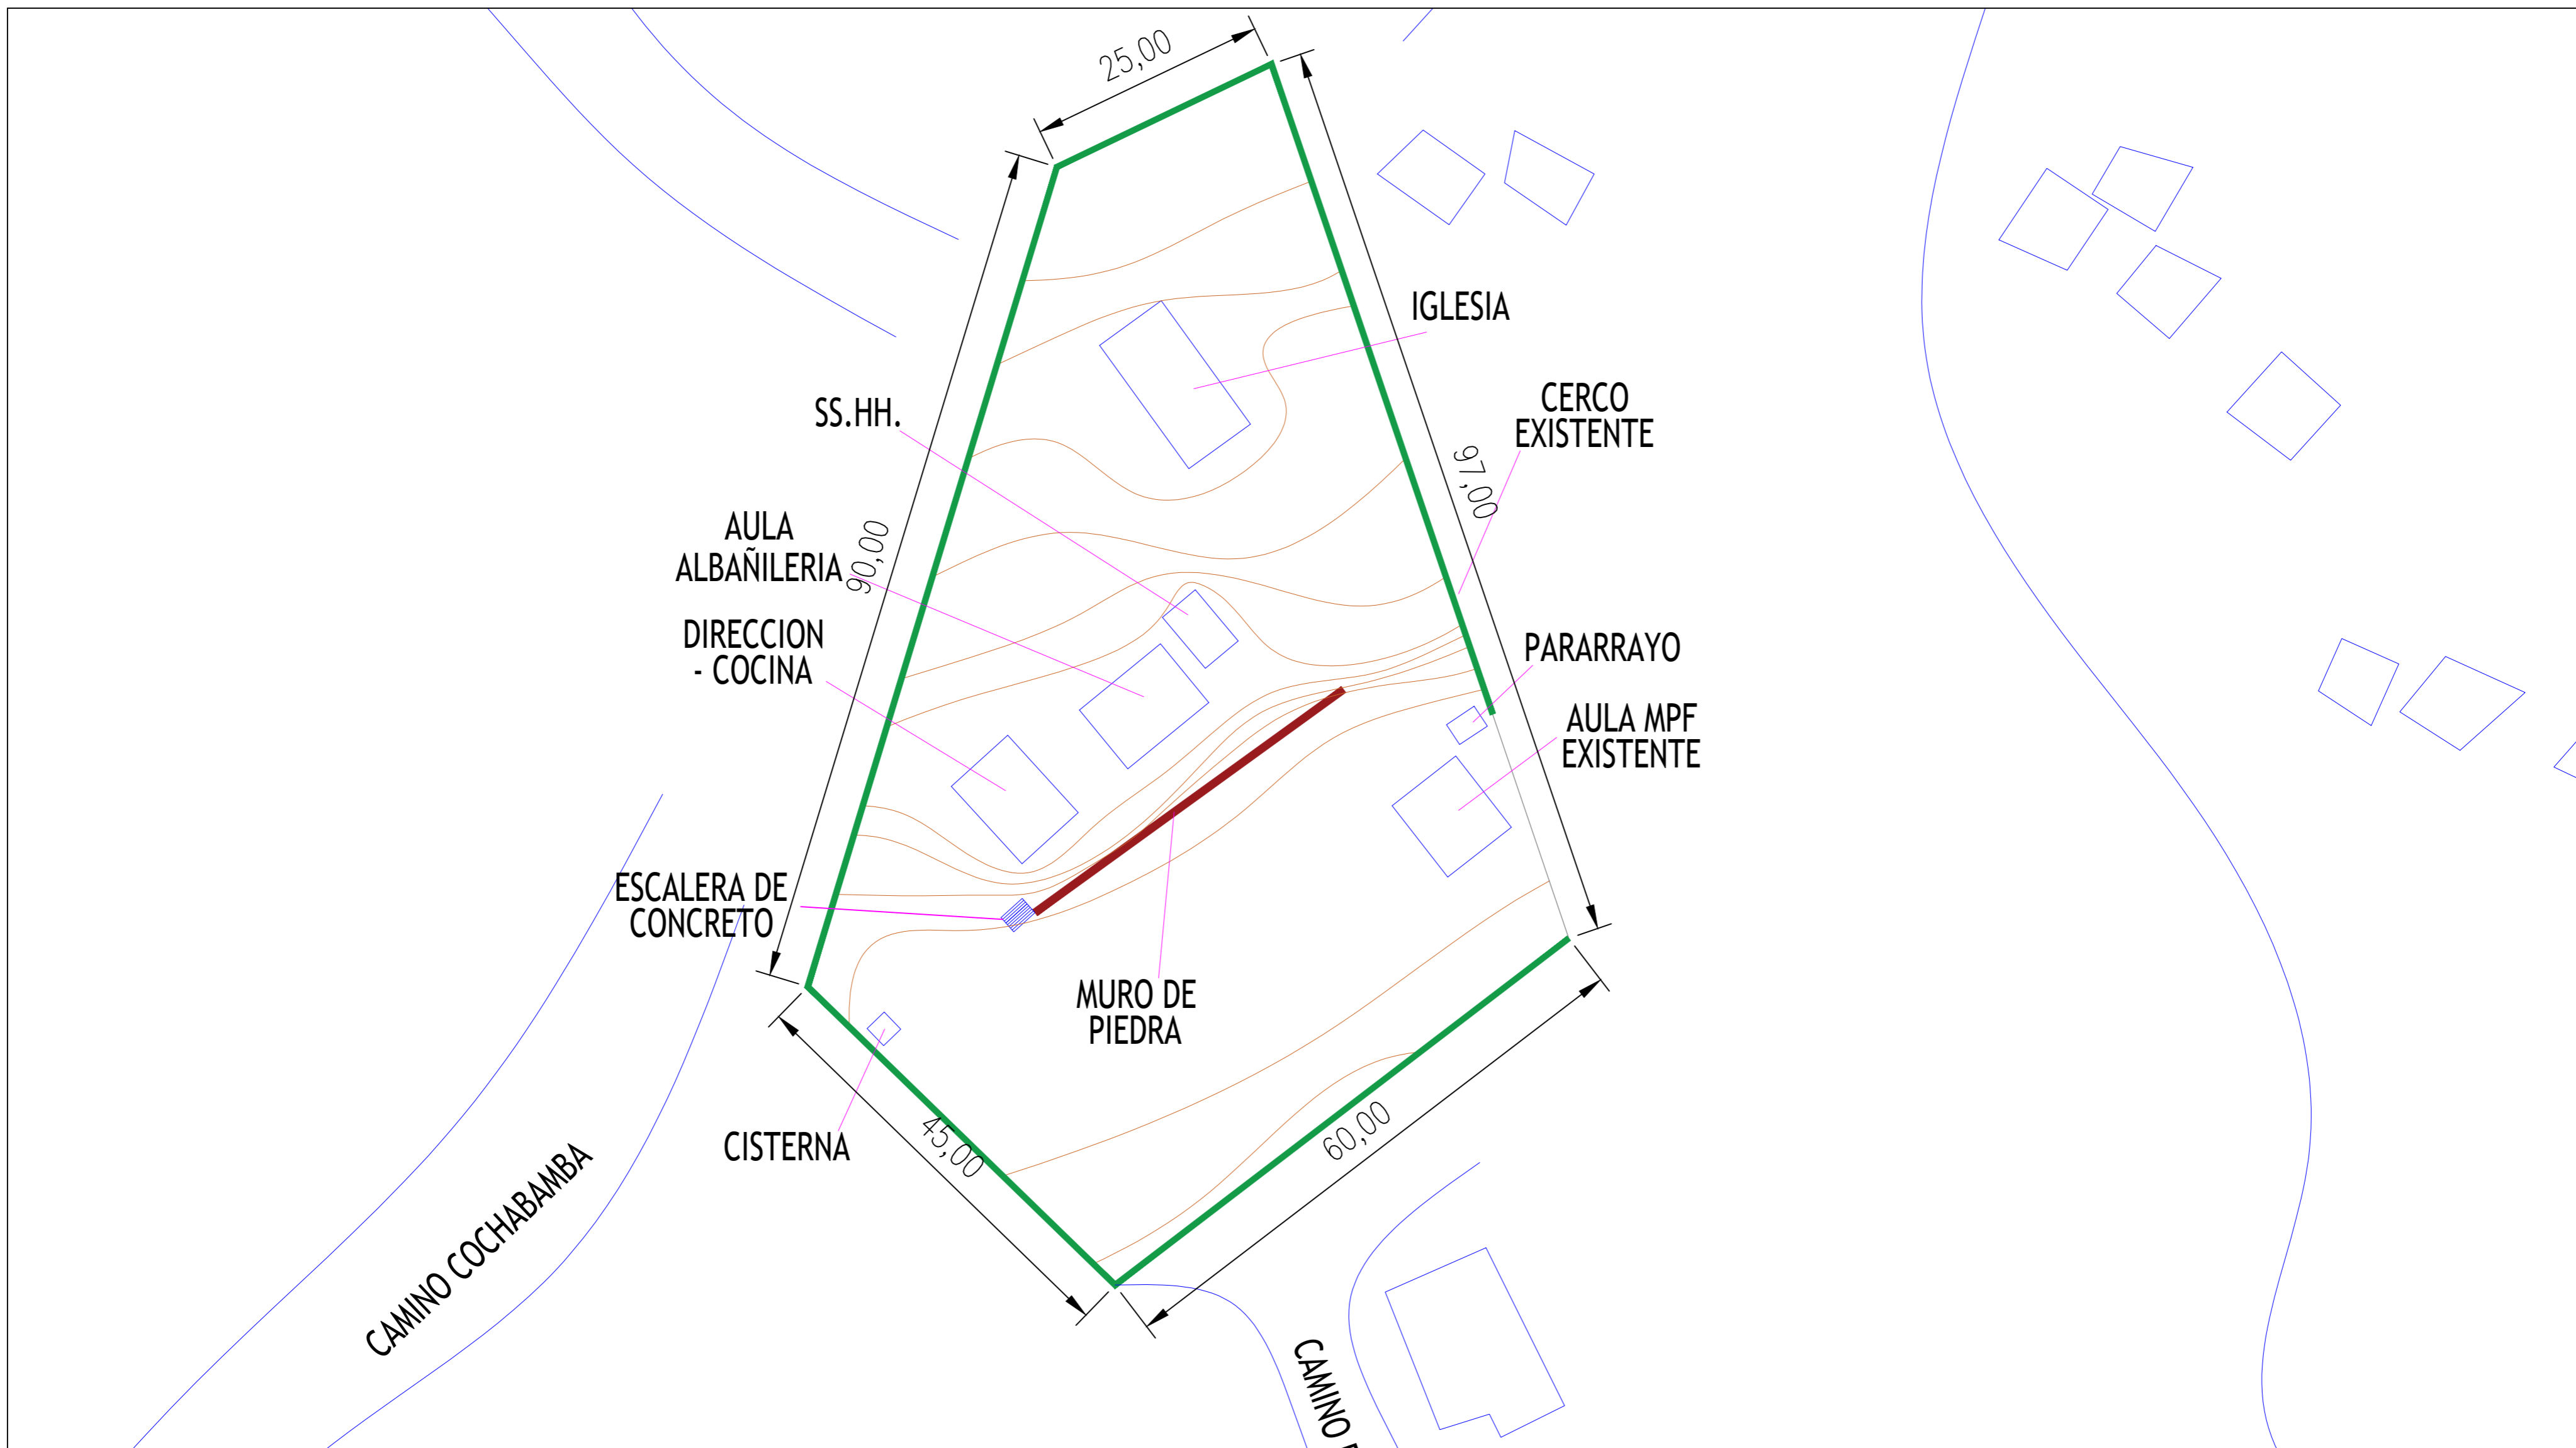 25,00
IGLESIA
CERCO
EXISTENTE
SS.HH.
97,00
AULA
ALBAÑILERIA
90,00
DIRECCION
- COCINA
PARARRAYO
AULA MPF
EXISTENTE
ESCALERA DE
CONCRETO
MURO DE
PIEDRA
CISTERNA
45,00
60,00
CAMINO COCHABAMBA
CAMINO